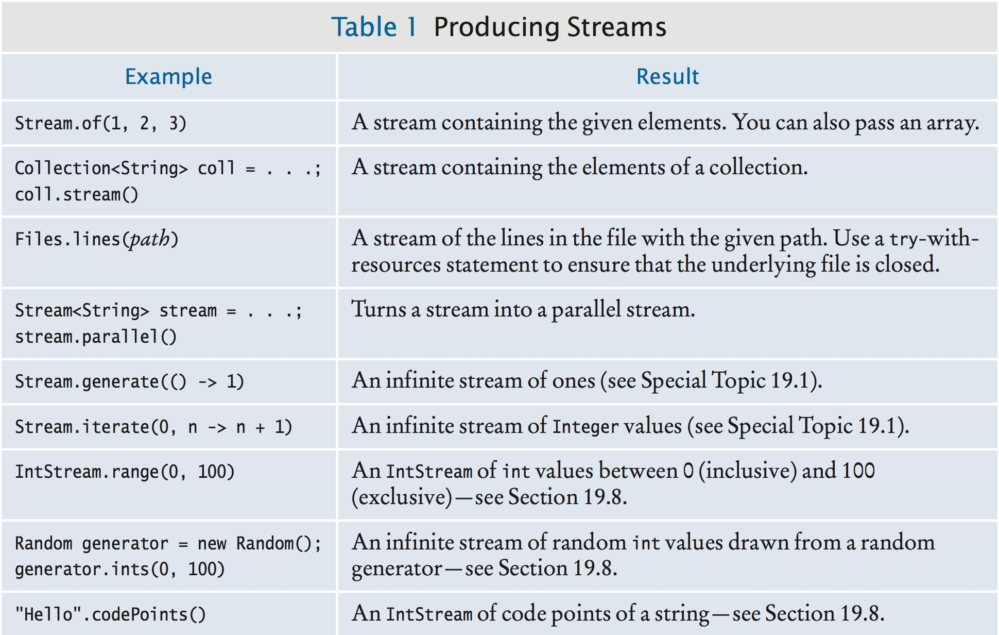 Table 1 Producing Streams
Example
Result
Stream.of(1, 2, 3)
A stream containing the given elements. You can also pass an array.
Collection<String> coll = . . .;
coll.stream()
A stream containing the elements of a collection.
Files.lines(path)
A stream of the lines in the file with the given path. Use a try-with-
resources statement to ensure that the underlying file is closed.
Stream<String> stream = . . .;
stream.parallel()
Turns a stream into a parallel stream.
Stream.generate(() -> 1)
An infinite stream of ones (see Special Topic 19.1).
Stream.iterate(0, n -> n + 1)
An infinite stream of Integer values (see Special Topic 19.1).
IntStream.range(0, 100)
An IntStream of int values between 0 (inclusive) and 100
(exclusive)—see Section 19.8.
Random generator = new Random();
generator.ints(0, 100)
An infinite stream of random int values drawn from a random
generator—see Section 19.8.
"Hello".codePoints()
An IntStream of code points of a string—see Section 19.8.